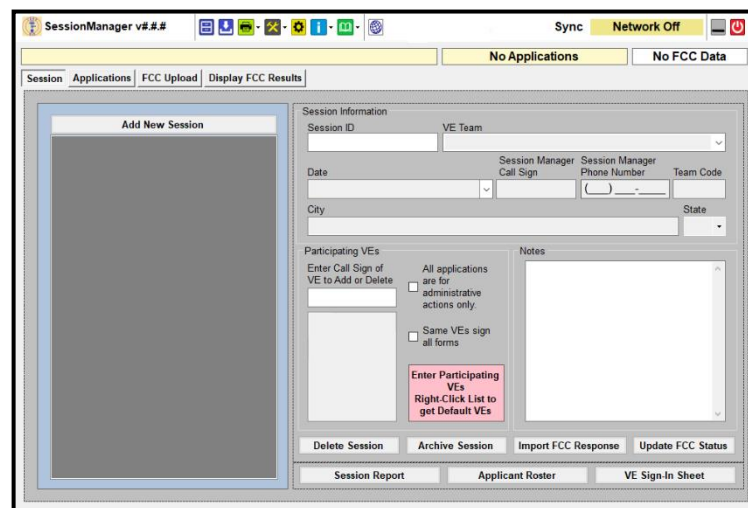 SessionManager v#.#.#
Sync
Network Off
No Applications
No FCC Data
Session
Applications
FCC Upload
Display FCC Results
Add New Session
Session Information
Session ID
VE Team
Date
Session Manager
Call Sign
Session Manager
Phone Number
Team Code
(___) ___-____
City
State
Participating VEs
Enter Call Sign of
VE to Add or Delete
All applications
are for
administrative
actions only.
Same VEs sign
all forms
Enter Participating
VEs
Right-Click List to
get Default VEs
Notes
Delete Session
Archive Session
Import FCC Response
Update FCC Status
Session Report
Applicant Roster
VE Sign-In Sheet